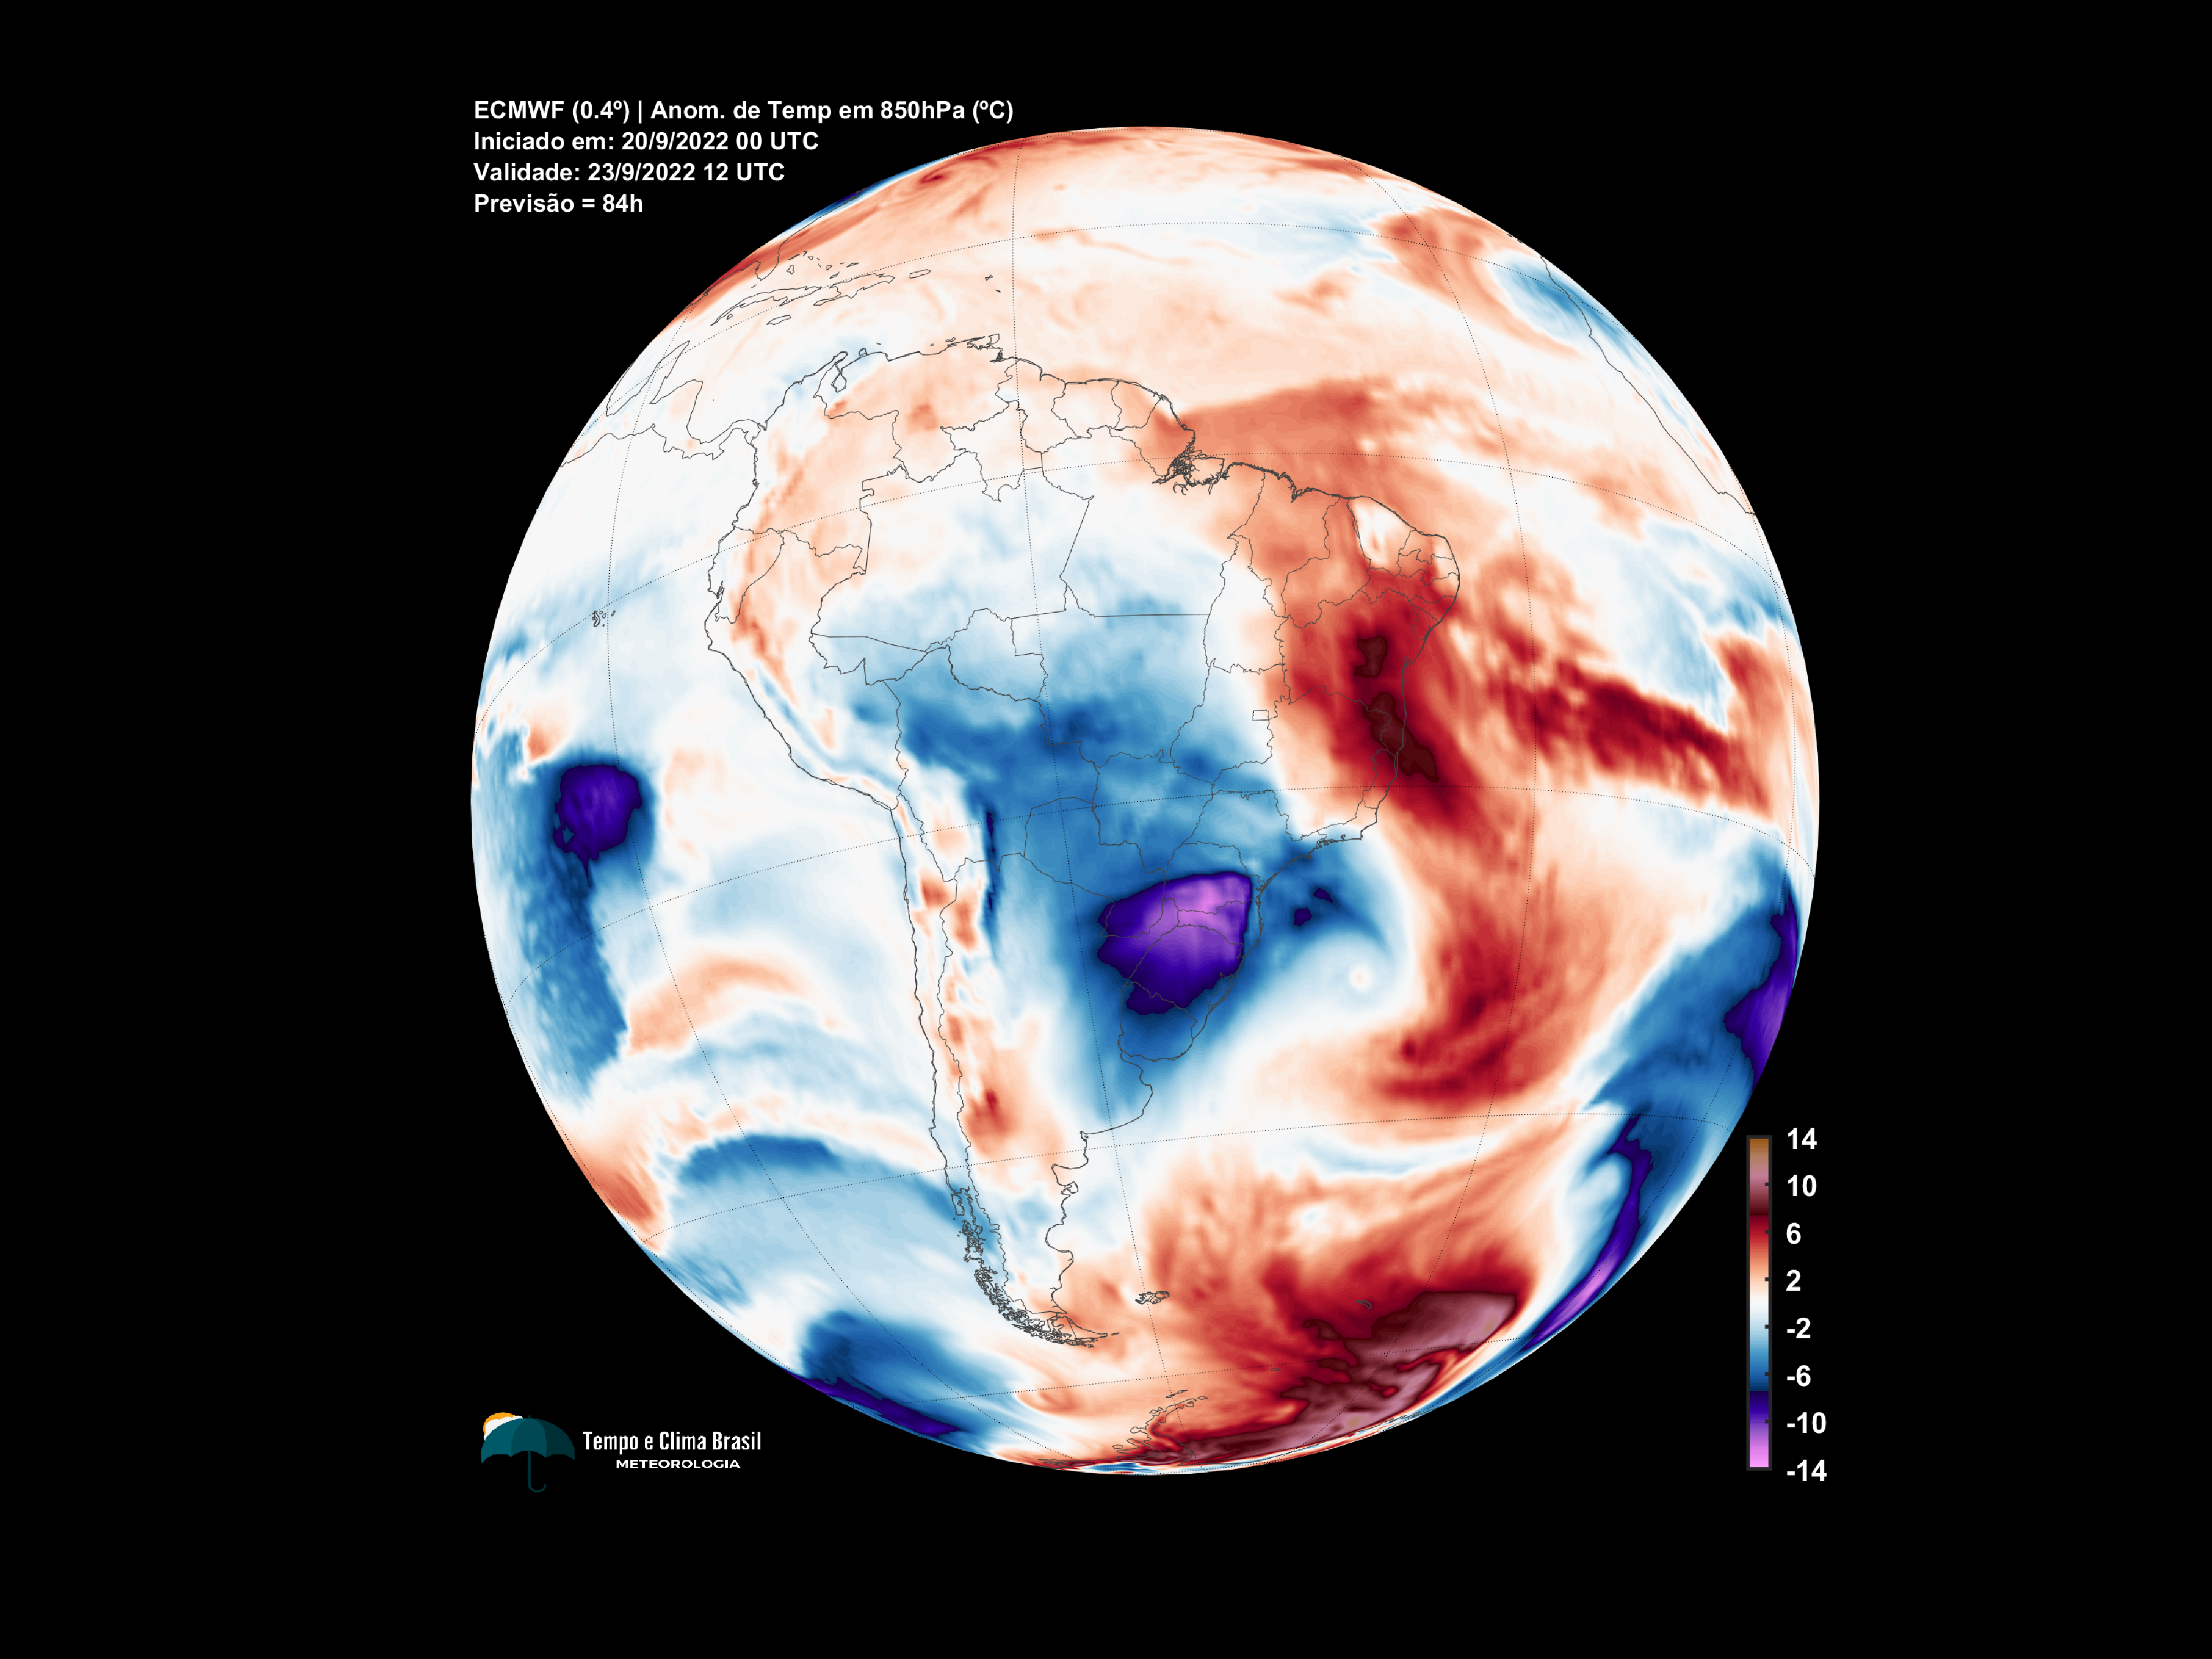 ECMWF (0.4º) | Anom. de Temp em 850hPa (ºC)
Iniciado em: 20/9/2022 00 UTC
Validade: 23/9/2022 12 UTC
Previsão = 84h
14
10
6
2
-2
-6
-10
-14
Tempo e Clima Brasil
METEOROLOGIA